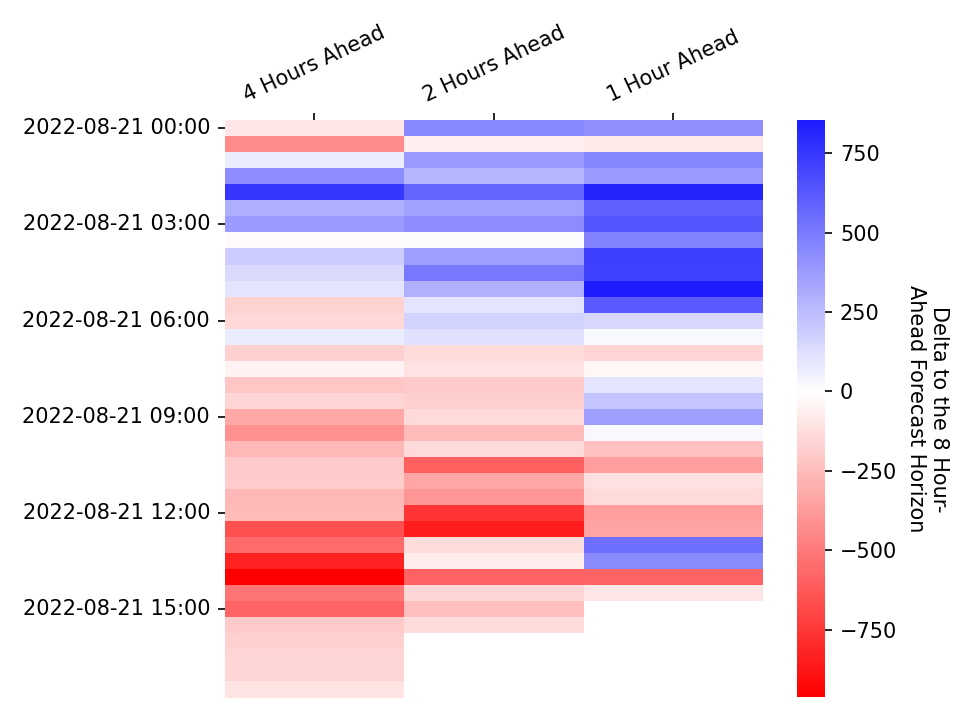 4 Hours Ahead
2 Hours Ahead
1 Hour Ahead
2022-08-21 00:00
2022-08-21 03:00
2022-08-21 06:00
2022-08-21 09:00
2022-08-21 12:00
2022-08-21 15:00
750
500
250
0
−250
−500
−750
Delta to the 8 Hour-
Ahead Forecast Horizon